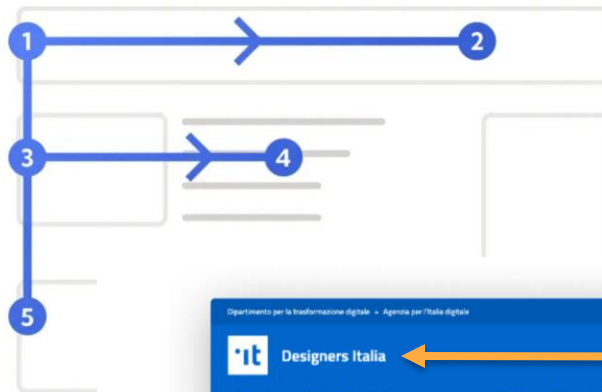 1
2
3
4
5
Dipartimento per la trasformazione digitale + Agenzia per l'Italia digitale
.it Designers Italia